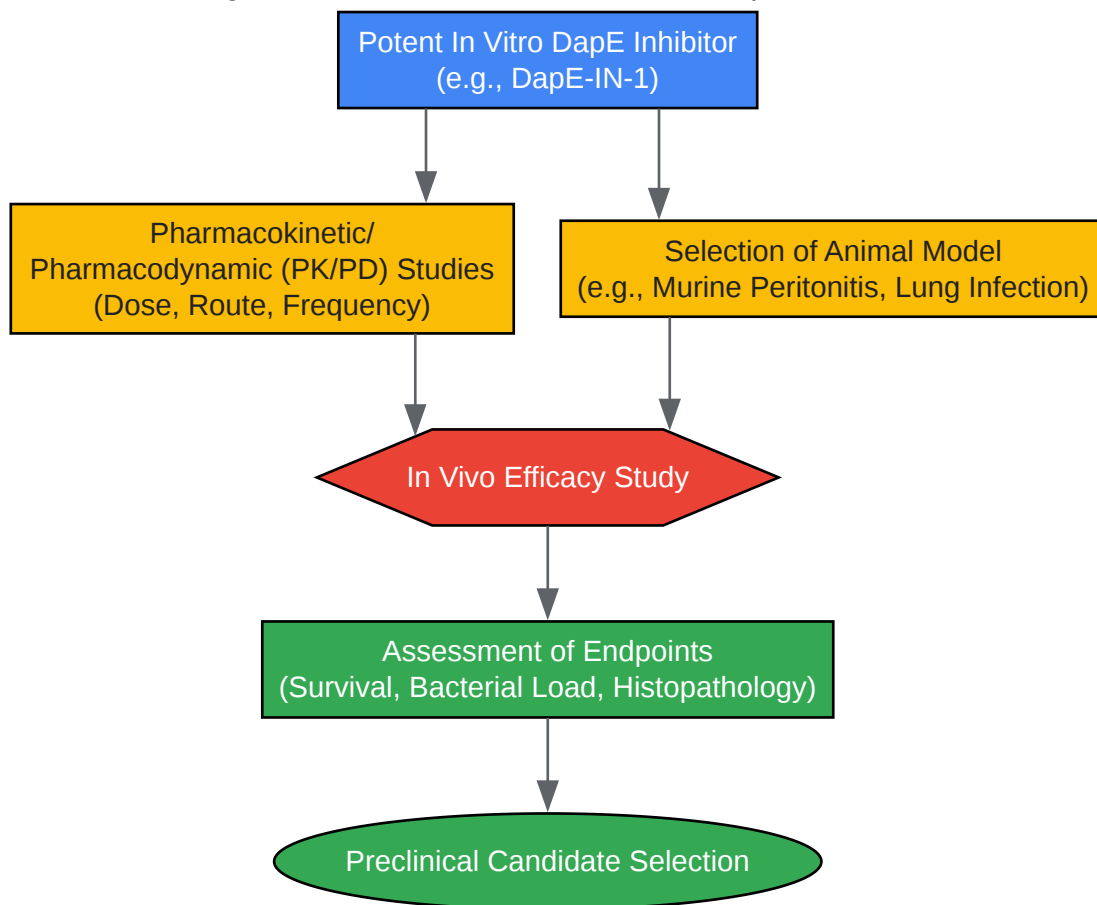 Potent In Vitro DapE Inhibitor
(e.g., DapE-IN-1)
Pharmacokinetic/
Pharmacodynamic (PK/PD) Studies
(Dose, Route, Frequency)
Selection of Animal Model
(e.g., Murine Peritonitis, Lung Infection)
In Vivo Efficacy Study
Assessment of Endpoints
(Survival, Bacterial Load, Histopathology)
Preclinical Candidate Selection